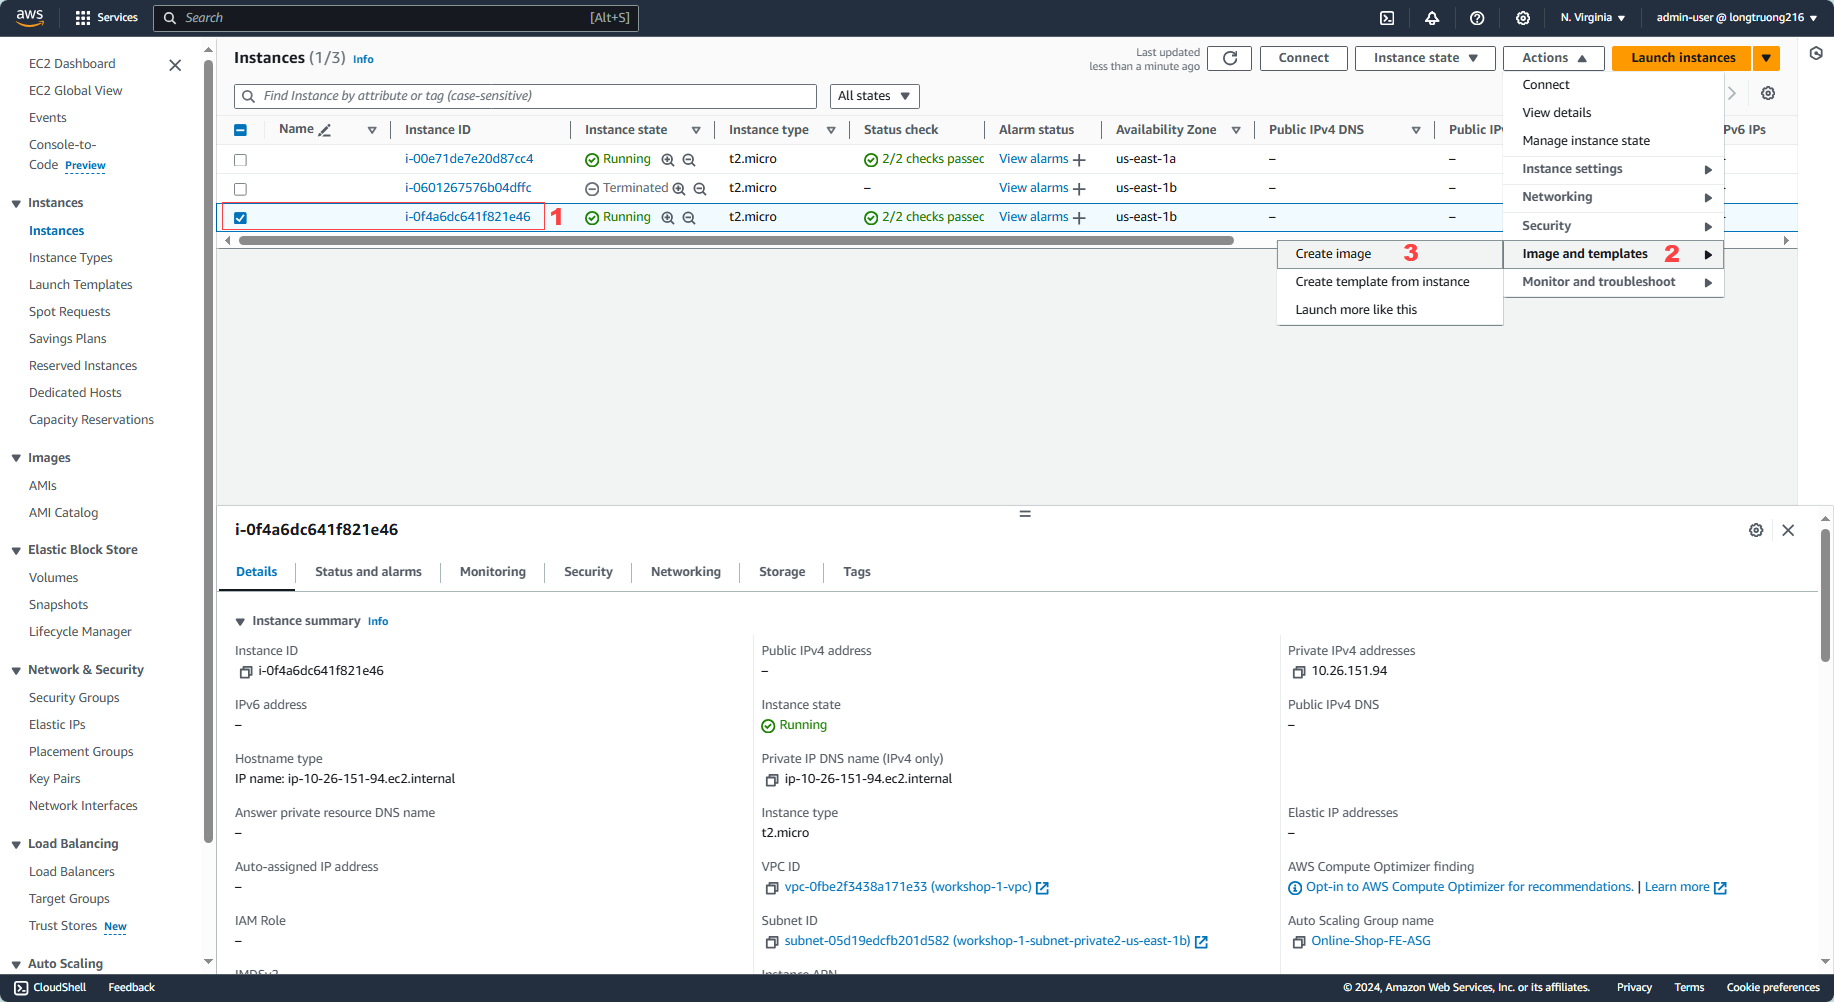 aws Services Search [Alt+S] N. Virginia admin-user @ longtruong216
EC2 Dashboard
EC2 Global View
Events
Console-to-
Code Preview
Instances
Instances
Instance Types
Launch Templates
Spot Requests
Savings Plans
Reserved Instances
Dedicated Hosts
Capacity Reservations
Images
AMIs
AMI Catalog
Elastic Block Store
Volumes
Snapshots
Lifecycle Manager
Network & Security
Security Groups
Elastic IPs
Placement Groups
Key Pairs
Network Interfaces
Load Balancing
Load Balancers
Target Groups
Trust Stores New
Auto Scaling
Instances (1/3) Info
Last updated
less than a minute ago
Connect Instance state Actions Launch instances
Find Instance by attribute or tag (case-sensitive) All states
Name Instance ID Instance state Instance type Status check Alarm status Availability Zone Public IPv4 DNS Public IPv Pv6 IPs
i-00e71de7e20d87cc4 Running t2.micro 2/2 checks passed View alarms + us-east-1a – –
i-0601267576b04dffc Terminated t2.micro – View alarms + us-east-1b – –
i-0f4a6dc641f821e46 1 Running t2.micro 2/2 checks passed View alarms + us-east-1b – –
Connect
View details
Manage instance state
Instance settings
Networking
Security
Image and templates 2
Monitor and troubleshoot
Create image 3
Create template from instance
Launch more like this
i-0f4a6dc641f821e46
Details Status and alarms Monitoring Security Networking Storage Tags
Instance summary Info
Instance ID
i-0f4a6dc641f821e46
Public IPv4 address
–
Private IPv4 addresses
10.26.151.94
IPv6 address
–
Instance state
Running
Public IPv4 DNS
–
Hostname type
IP name: ip-10-26-151-94.ec2.internal
Private IP DNS name (IPv4 only)
ip-10-26-151-94.ec2.internal
Answer private resource DNS name
–
Instance type
t2.micro
Elastic IP addresses
–
Auto-assigned IP address
–
VPC ID
vpc-0fbe2f3438a171e33 (workshop-1-vpc)
AWS Compute Optimizer finding
Opt-in to AWS Compute Optimizer for recommendations. | Learn more
IAM Role
–
Subnet ID
subnet-05d19edcfb201d582 (workshop-1-subnet-private2-us-east-1b)
Auto Scaling Group name
Online-Shop-FE-ASG
IMDSv2
Instance ARN
CloudShell Feedback © 2024, Amazon Web Services, Inc. or its affiliates. Privacy Terms Cookie preferences